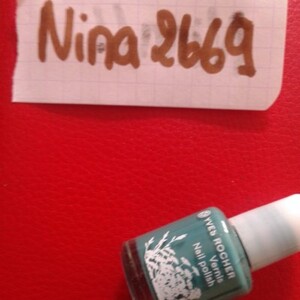 Nina 2669
YVES ROCHER
Vernis
Nail polish